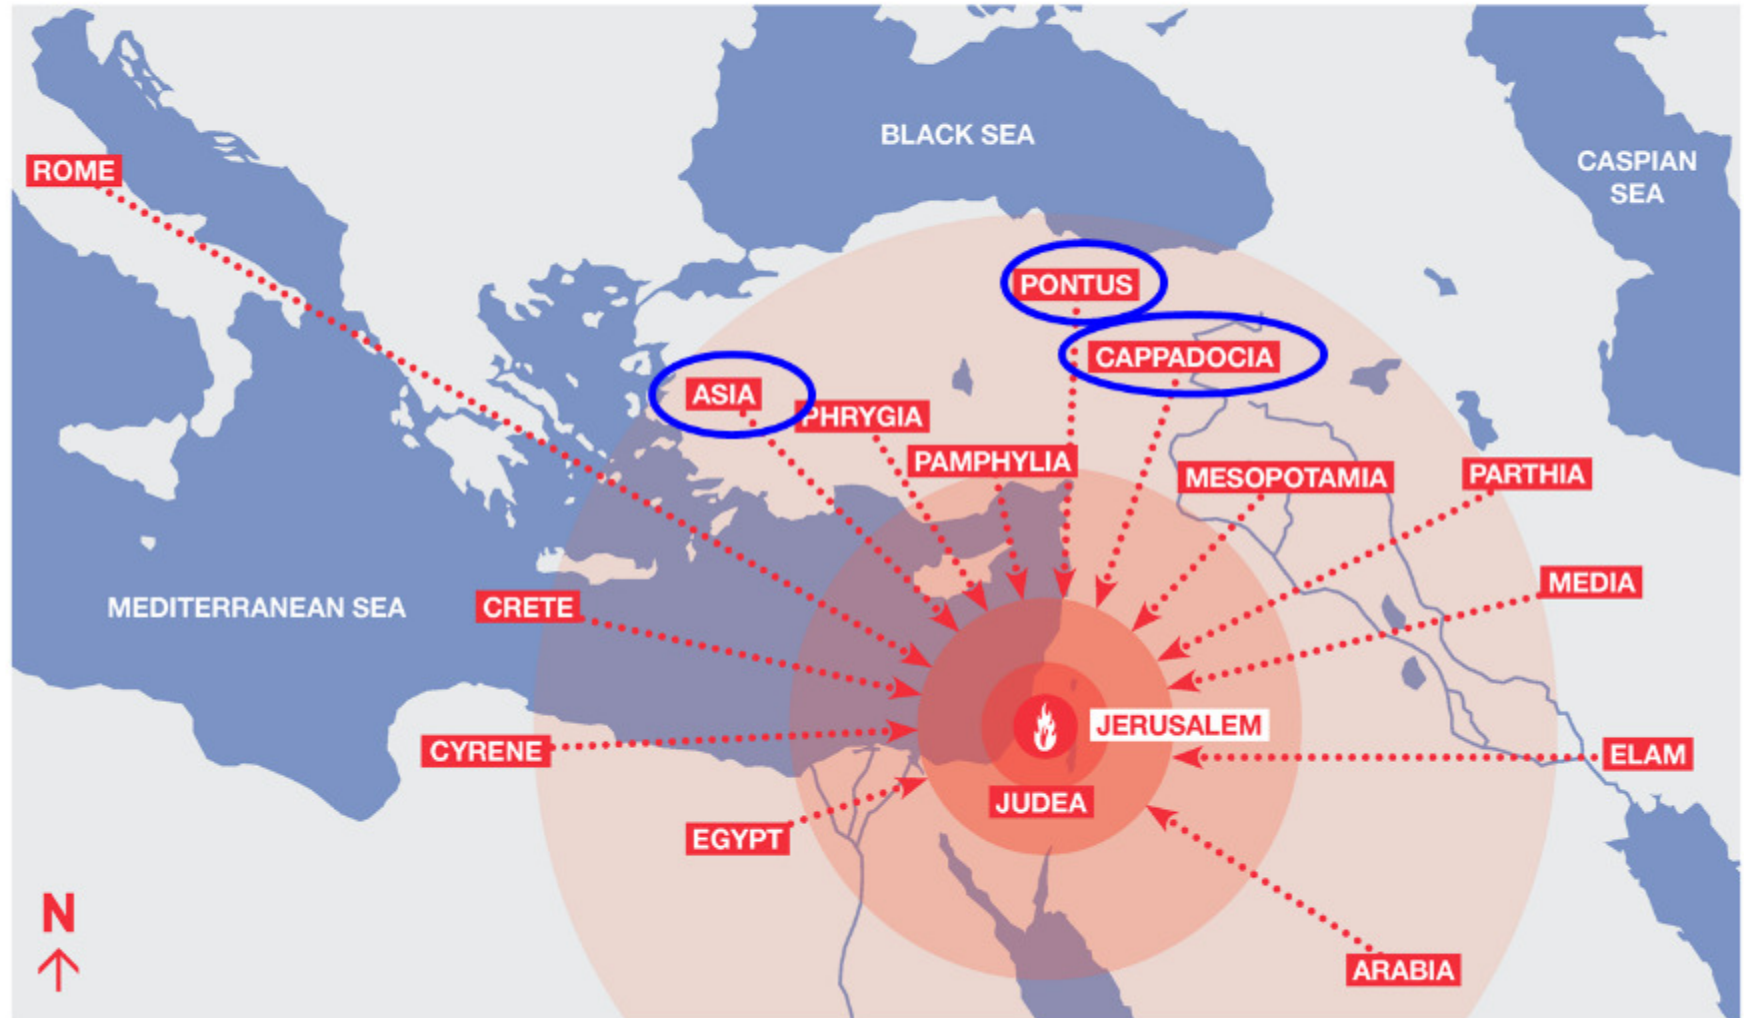 BLACK SEA
CASPIAN
SEA
ROME
PONTUS
CAPPADOCIA
ASIA
PHRYGIA
PAMPHYLIA
MESOPOTAMIA
PARTHIA
MEDIA
MEDITERRANEAN SEA
CRETE
JERUSALEM
CYRENE
ELAM
JUDEA
EGYPT
N
ARABIA